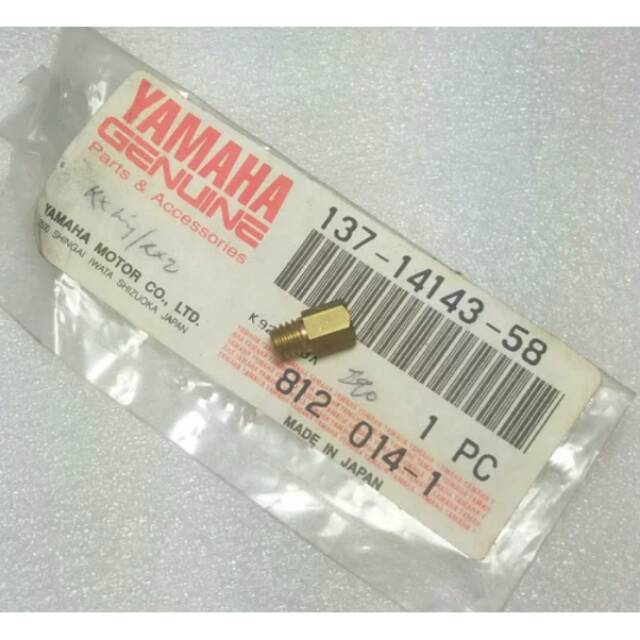 YAMAHA
GENUINE
Parts & Accessories
YAMAHA MOTOR CO., LTD.
2500 SHINGAI IWATA SHIZUOKA JAPAN
137-14143-58
1 PC
812 014-1
MADE IN JAPAN